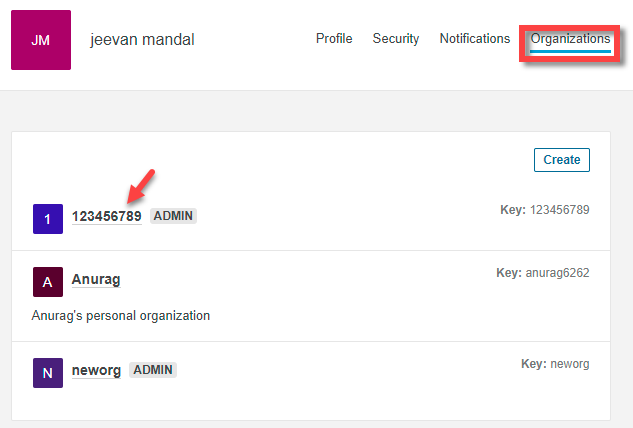 JM jeevan mandal Profile Security Notifications Organizations
Create
1 123456789 ADMIN Key: 123456789
A Anurag Key: anurag6262
Anurag's personal organization
N neworg ADMIN Key: neworg